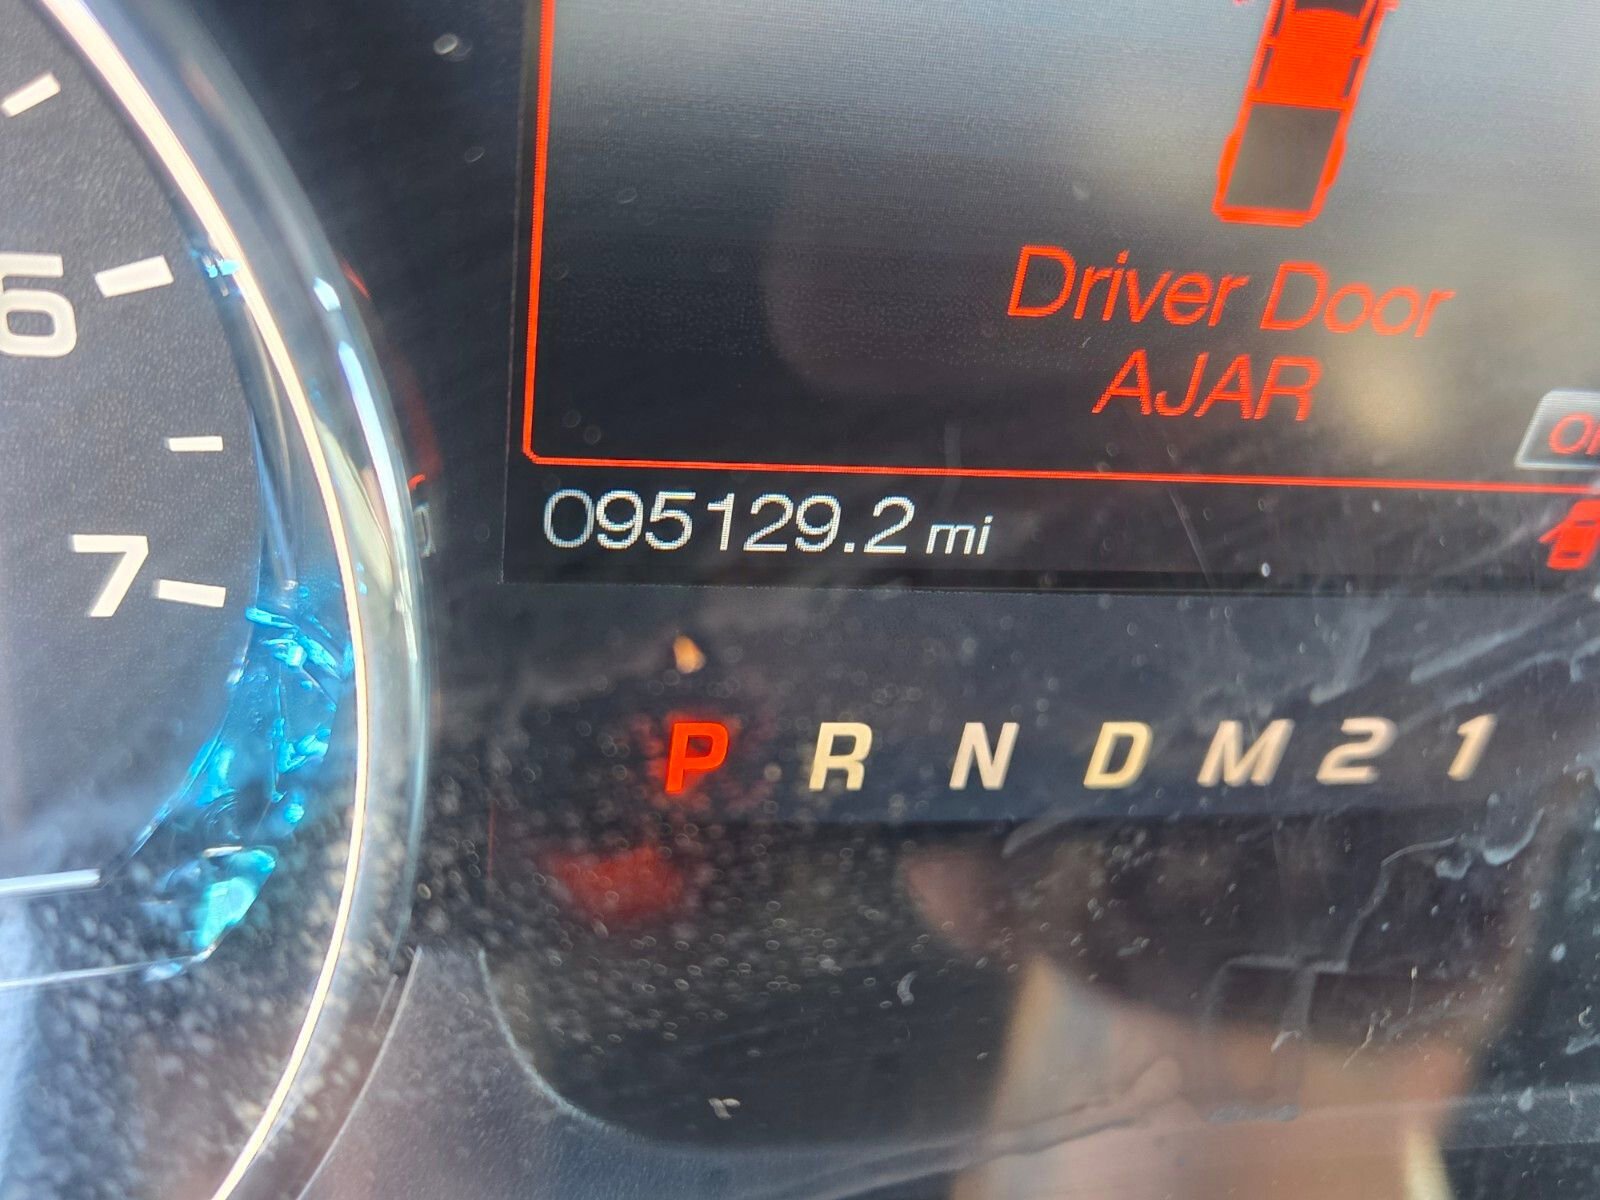 6
7
Driver Door
AJAR
095129.2 mi
P R N D M 2 1